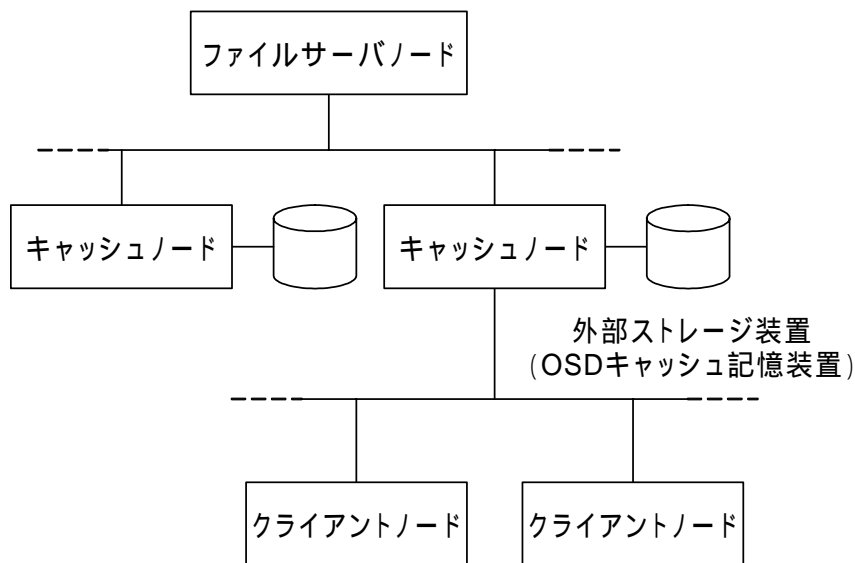 ファイルサーバノード
キャッシュノード
キャッシュノード
外部ストレージ装置
(OSDキャッシュ記憶装置)
クライアントノード
クライアントノード